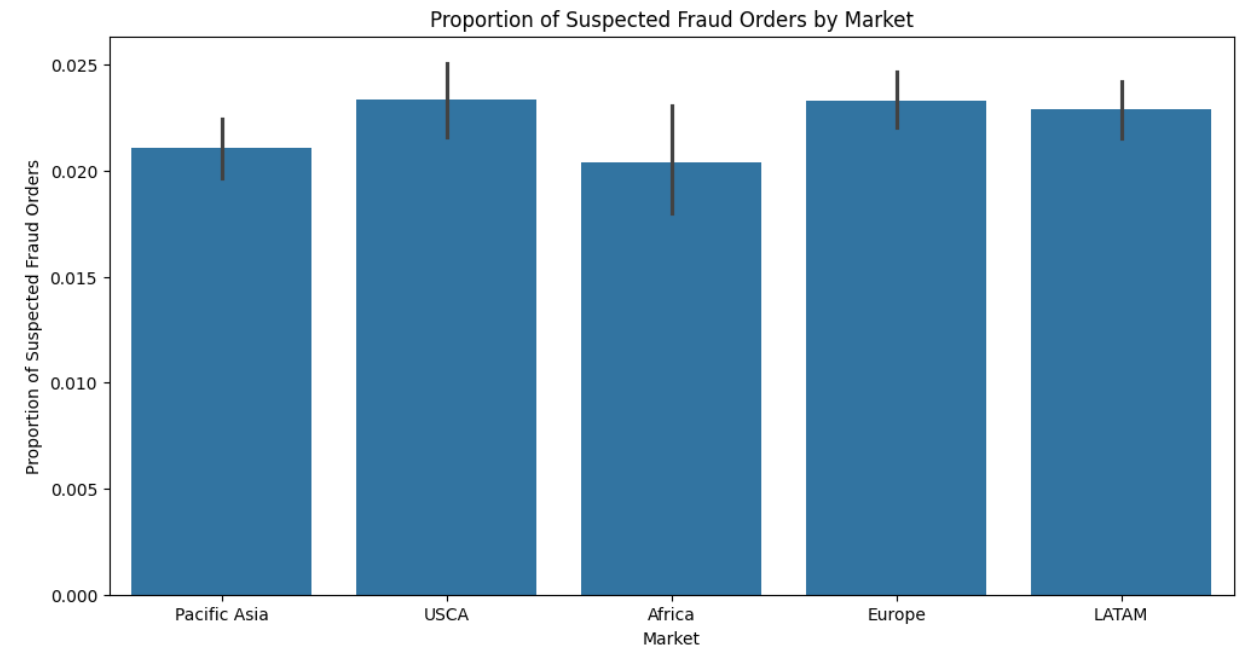 Proportion of Suspected Fraud Orders by Market
Proportion of Suspected Fraud Orders
0.025
0.020
0.015
0.010
0.005
0.000
Pacific Asia
USCA
Africa
Europe
LATAM
Market